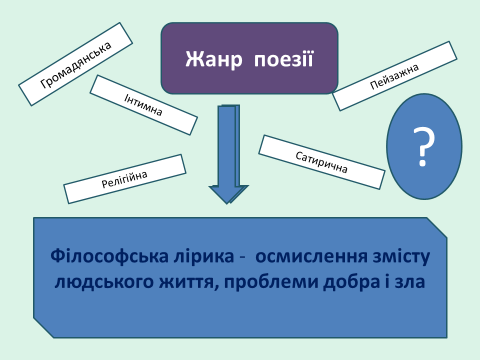 Громадянська
Жанр поезії
Пейзажна
Інтимна
?
Сатирична
Релігійна
Філософська лірика - осмислення змісту
людського життя, проблеми добра і зла